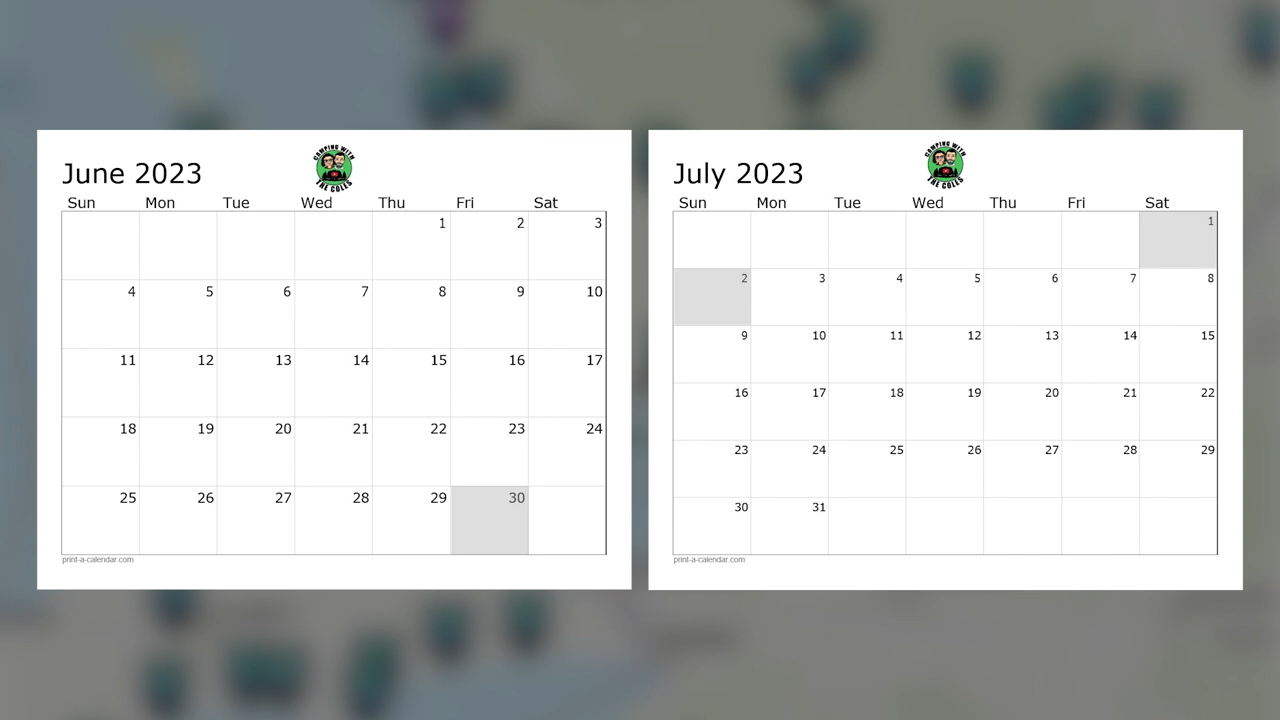 June 2023
CAMPING WITH
THE COLES
Sun Mon Tue Wed Thu Fri Sat
1 2 3
4 5 6 7 8 9 10
11 12 13 14 15 16 17
18 19 20 21 22 23 24
25 26 27 28 29 30
print-a-calendar.com
July 2023
CAMPING WITH
THE COLES
Sun Mon Tue Wed Thu Fri Sat
1
2 3 4 5 6 7 8
9 10 11 12 13 14 15
16 17 18 19 20 21 22
23 24 25 26 27 28 29
30 31
print-a-calendar.com